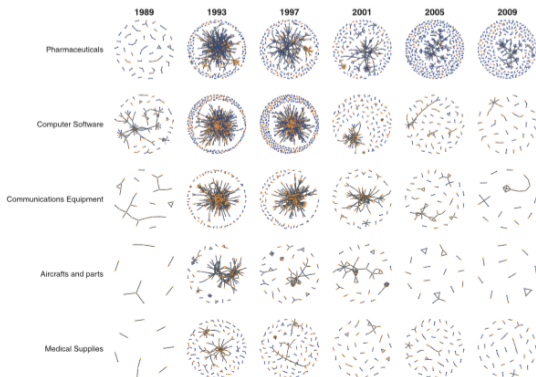 1989 1993 1997 2001 2005 2009
Pharmaceuticals
Computer Software
Communications Equipment
Aircrafts and parts
Medical Supplies